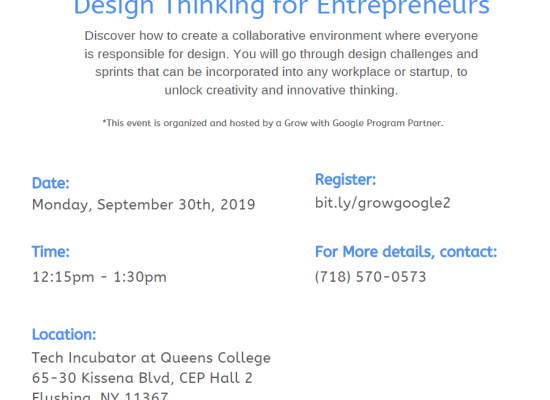 Design Thinking for Entrepreneurs
Discover how to create a collaborative environment where everyone
is responsible for design. You will go through design challenges and
sprints that can be incorporated into any workplace or startup, to
unlock creativity and innovative thinking.
*This event is organized and hosted by a Grow with Google Program Partner.
Date:
Monday, September 30th, 2019
Register:
bit.ly/growgoogle2
Time:
12:15pm - 1:30pm
For More details, contact:
(718) 570-0573
Location:
Tech Incubator at Queens College
65-30 Kissena Blvd, CEP Hall 2
Flushing, NY 11367